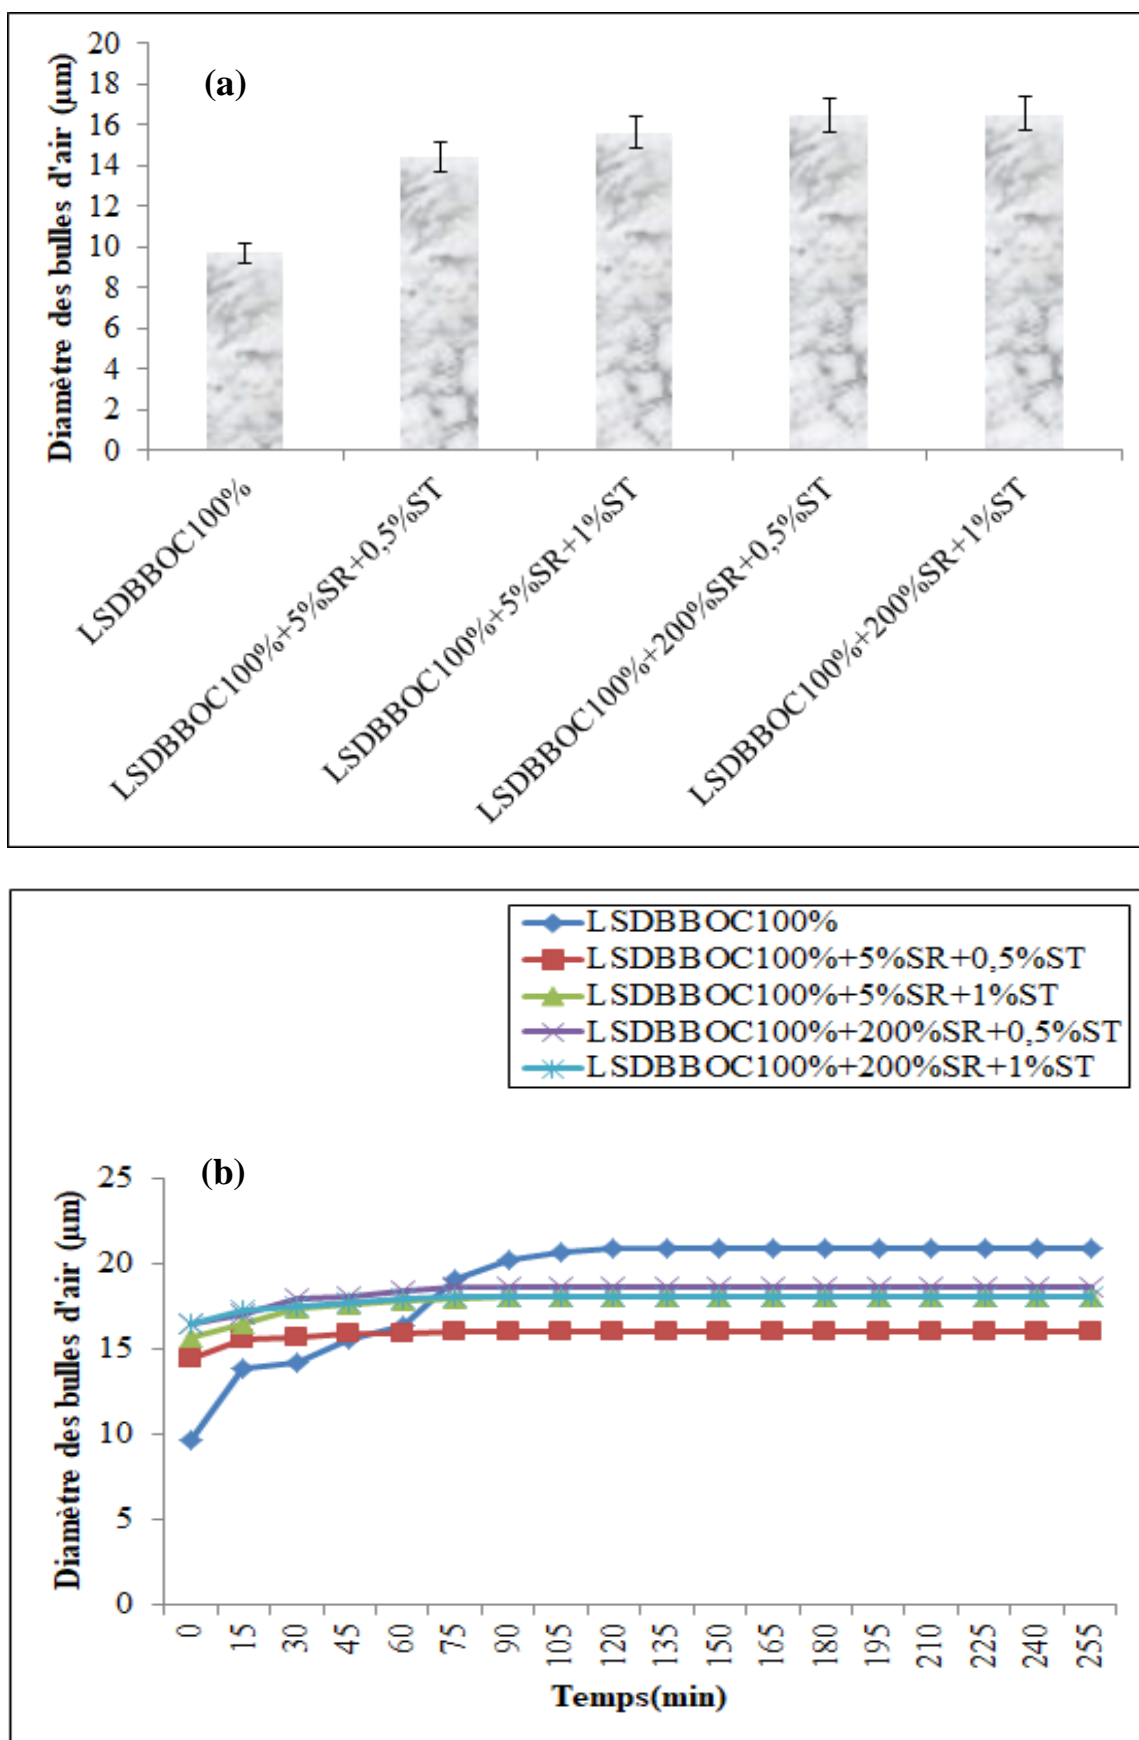 (a)
Diamètre des bulles d'air (µm)
20
18
16
14
12
10
8
6
4
2
0
LSDBBOC100%
LSDBBOC100%+5%SR+0,5%ST
LSDBBOC100%+5%SR+1%ST
LSDBBOC100%+200%SR+0,5%ST
LSDBBOC100%+200%SR+1%ST
LSDBBOC100%
LSDBBOC100%+5%SR+0,5%ST
LSDBBOC100%+5%SR+1%ST
LSDBBOC100%+200%SR+0,5%ST
LSDBBOC100%+200%SR+1%ST
(b)
Diamètre des bulles d'air (µm)
25
20
15
10
5
0
0 15 30 45 60 75 90 105 120 135 150 165 180 195 210 225 240 255
Temps(min)